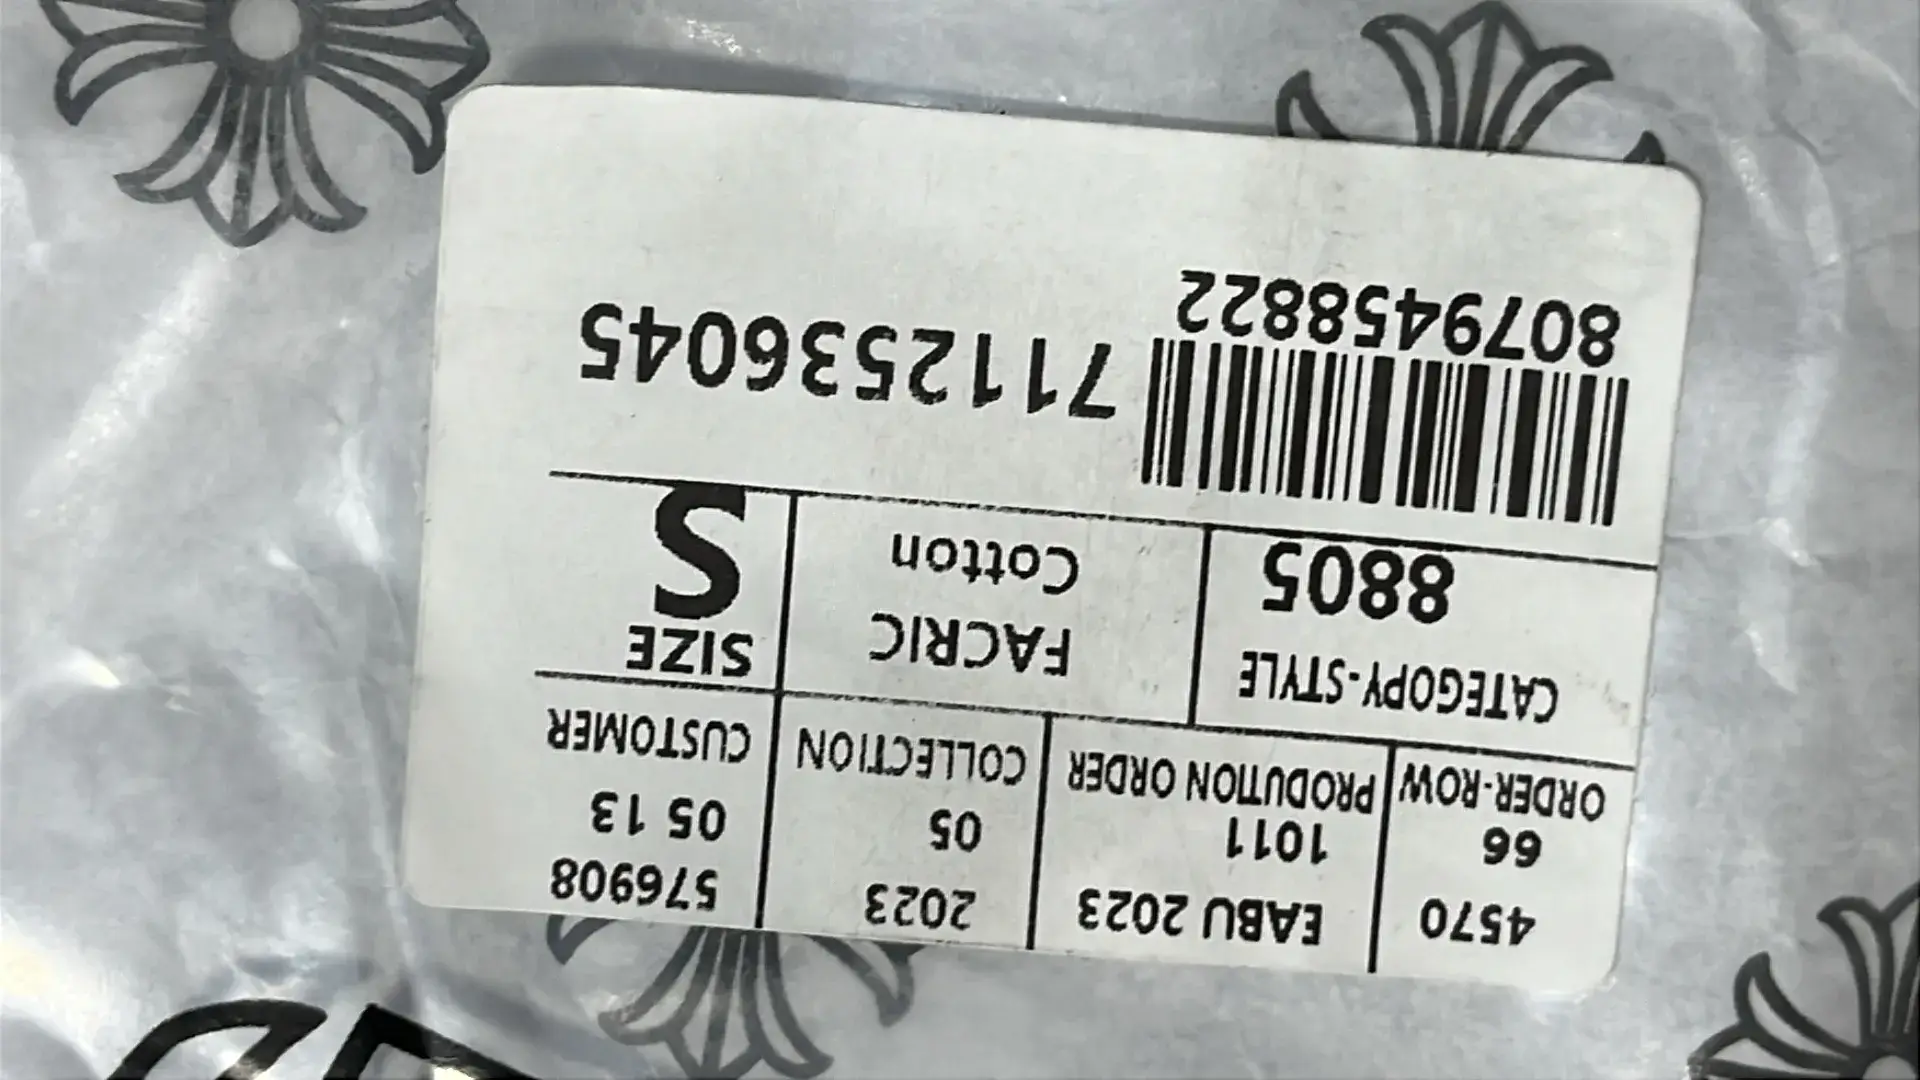 4570 EABU 2023 2023 576908
66 1011 05 05 13
ORDER-ROW PRODUTION ORDER COLLECTION CUSTOMER
CATEGOPY-STYLE FACRIC SIZE
8805 Cotton S
7112536045
8079458822